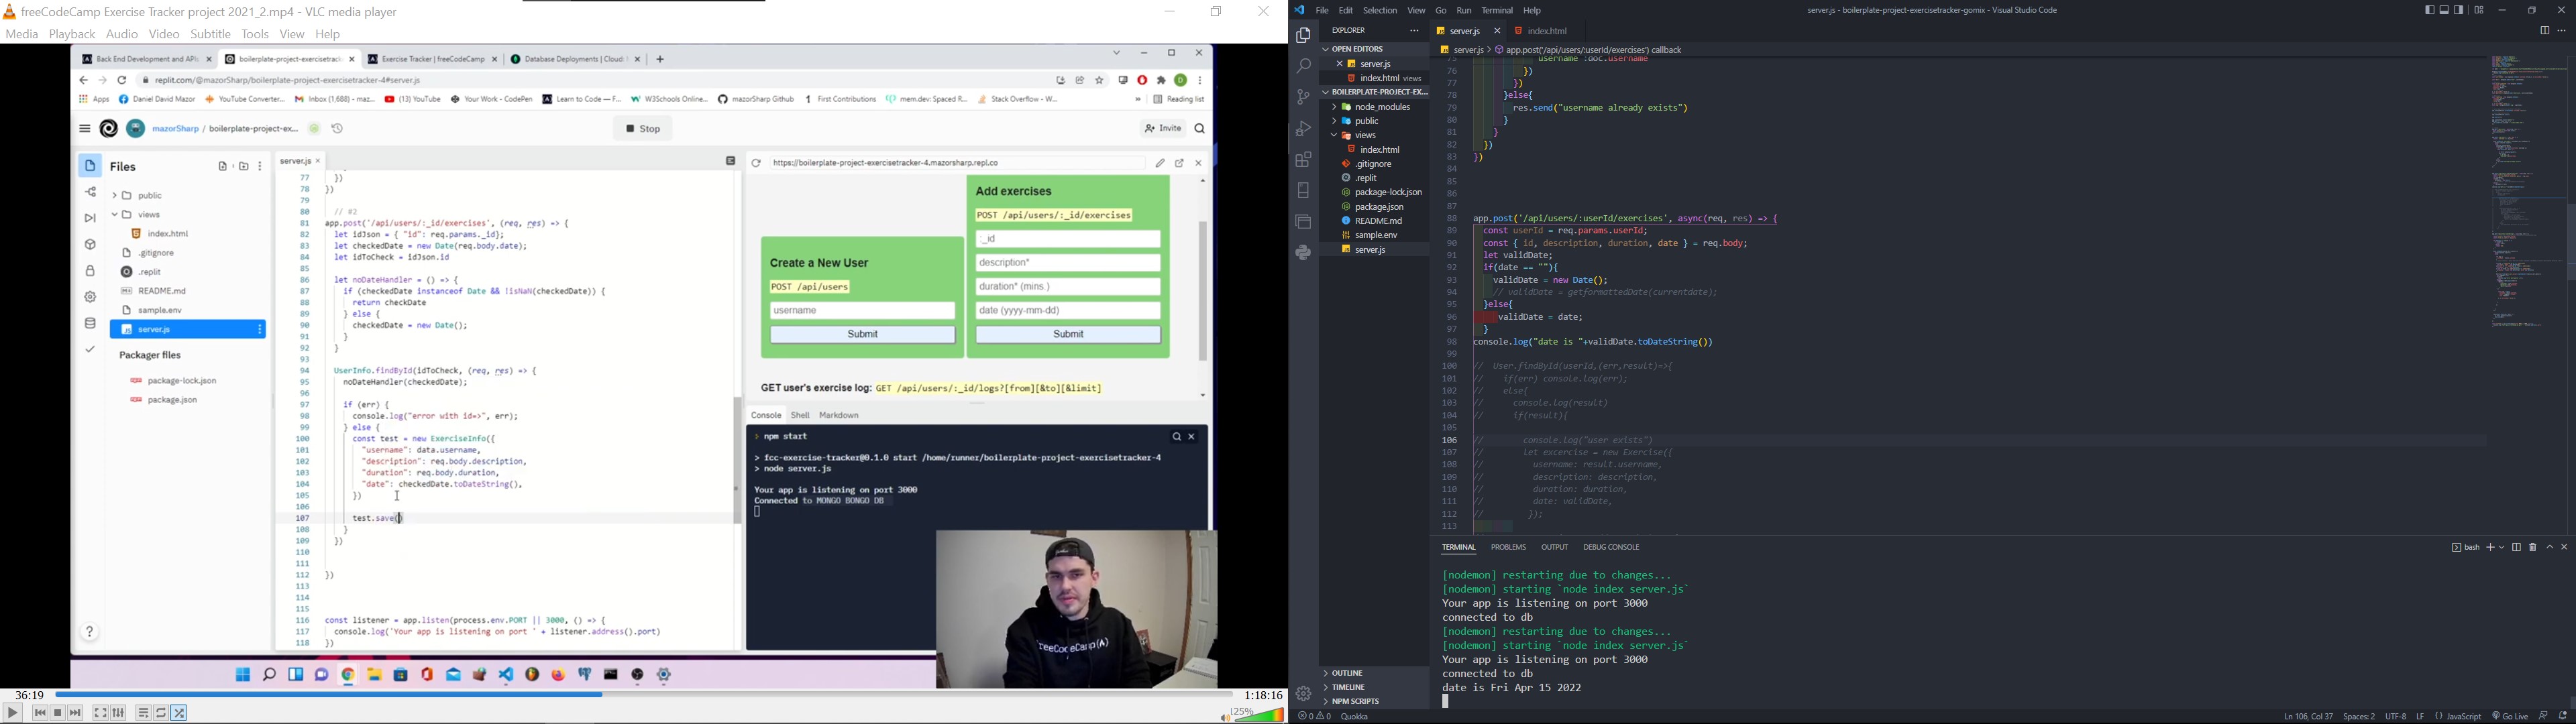 freeCodeCamp Exercise Tracker project 2021_2.mp4 - VLC media player
Media Playback Audio Video Subtitle Tools View Help
Back End Development and APIs
boilerplate-project-exercisetrack
Exercise Tracker | freeCodeCamp
Database Deployments | Cloud:
replit.com/@mazorSharp/boilerplate-project-exercisetracker-4#server.js
Apps
Daniel David Mazor
YouTube Converter...
Inbox (1,688) - maz...
(13) YouTube
Your Work - CodePen
Learn to Code — F...
W3Schools Online...
mazorSharp Github
First Contributions
mem.dev: Spaced R...
Stack Overflow - W...
Reading list
mazorSharp / boilerplate-project-ex...
Stop
Invite
Files
public
views
index.html
.gitignore
.replit
README.md
sample.env
server.js
Packager files
package-lock.json
package.json
server.js
77 })
78 })
79
80 // #2
81 app.post('/api/users/:_id/exercises', (req, res) => {
82 let idJson = { "id": req.params._id};
83 let checkedDate = new Date(req.body.date);
84 let idToCheck = idJson.id
85
86 let noDateHandler = () => {
87 if (checkedDate instanceof Date && !isNaN(checkedDate)) {
88 return checkDate
89 } else {
90 checkedDate = new Date();
91 }
92 }
93
94 UserInfo.findById(idToCheck, (req, res) => {
95 noDateHandler(checkedDate);
96
97 if (err) {
98 console.log("error with id=>", err);
99 } else {
100 const test = new ExerciseInfo({
101 "username": data.username,
102 "description": req.body.description,
103 "duration": req.body.duration,
104 "date": checkedDate.toDateString(),
105 })
106
107 test.save()
108 }
109 })
110
111
112 })
113
114
115
116 const listener = app.listen(process.env.PORT || 3000, () => {
117 console.log('Your app is listening on port ' + listener.address().port)
118 })
https://boilerplate-project-exercisetracker-4.mazorsharp.repl.co
Create a New User
POST /api/users
username
Submit
Add exercises
POST /api/users/:_id/exercises
:_id
description*
duration* (mins.)
date (yyyy-mm-dd)
Submit
GET user's exercise log: GET /api/users/:_id/logs?[from][&to][&limit]
Console Shell Markdown
> npm start
> fcc-exercise-tracker@0.1.0 start /home/runner/boilerplate-project-exercisetracker-4
> node server.js
Your app is listening on port 3000
Connected to MONGO BONGO DB
36:19
1:18:16
125%
File Edit Selection View Go Run Terminal Help
server.js - boilerplate-project-exercisetracker-gomix - Visual Studio Code
EXPLORER
OPEN EDITORS
server.js
index.html views
BOILERPLATE-PROJECT-EX...
node_modules
public
views
index.html
.gitignore
.replit
package-lock.json
package.json
README.md
sample.env
server.js
OUTLINE
TIMELINE
NPM SCRIPTS
server.js
index.html
server.js > app.post('/api/users/:userId/exercises') callback
75 username :doc.username
76 })
77 })
78 }else{
79 res.send("username already exists")
80 }
81 }
82 })
83 })
84
85
86
87
88 app.post('/api/users/:userId/exercises', async(req, res) => {
89 const userId = req.params.userId;
90 const { id, description, duration, date } = req.body;
91 let validDate;
92 if(date == ""){
93 validDate = new Date();
94 // validDate = getformattedDate(currentdate);
95 }else{
96 validDate = date;
97 }
98 console.log("date is "+validDate.toDateString())
99
100 // User.findById(userId,(err,result)=>{
101 // if(err) console.log(err);
102 // else{
103 // console.log(result)
104 // if(result){
105
106 // console.log("user exists")
107 // let excercise = new Exercise({
108 // username: result.username,
109 // description: description,
110 // duration: duration,
111 // date: validDate,
112 // });
113
TERMINAL PROBLEMS OUTPUT DEBUG CONSOLE
bash
[nodemon] restarting due to changes...
[nodemon] starting `node index server.js`
Your app is listening on port 3000
connected to db
[nodemon] restarting due to changes...
[nodemon] starting `node index server.js`
Your app is listening on port 3000
connected to db
date is Fri Apr 15 2022
0 0 Quokka
Ln 106, Col 37 Spaces: 2 UTF-8 LF {} JavaScript Go Live